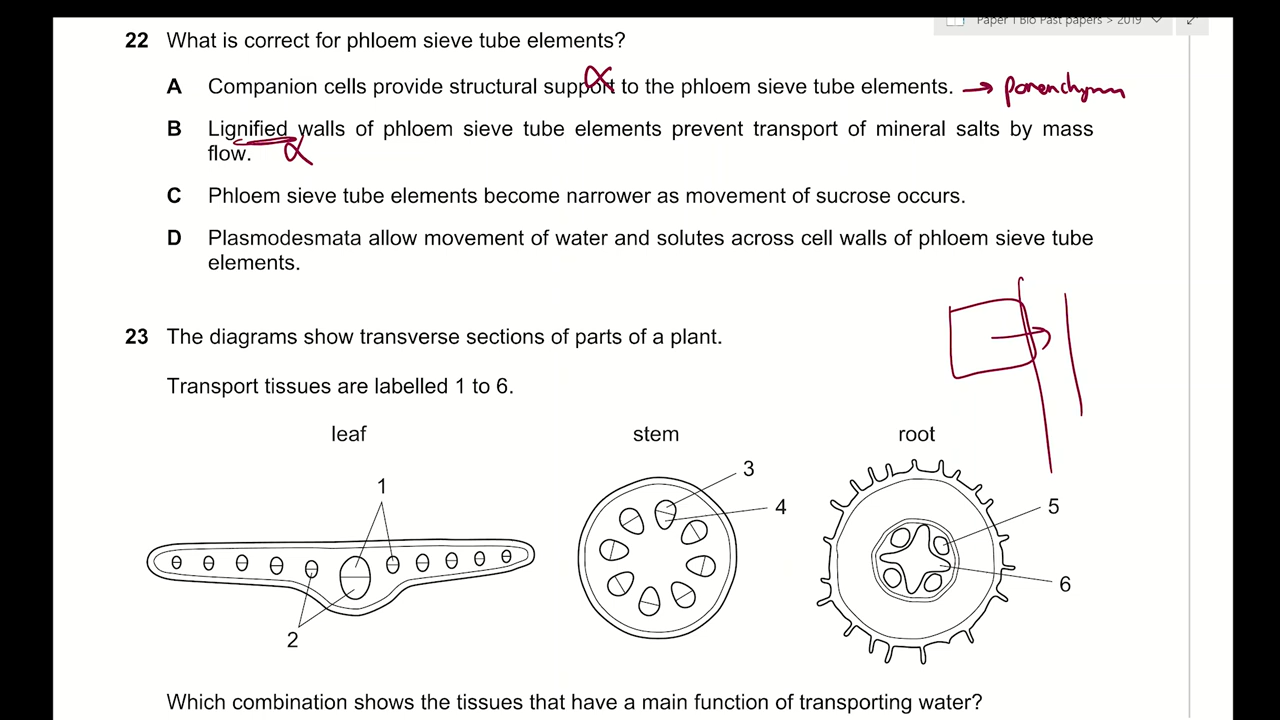 Paper 1 Bio Past papers > 2019
22 What is correct for phloem sieve tube elements?
A Companion cells provide structural support to the phloem sieve tube elements. → parenchyma
B Lignified walls of phloem sieve tube elements prevent transport of mineral salts by mass
flow.
C Phloem sieve tube elements become narrower as movement of sucrose occurs.
D Plasmodesmata allow movement of water and solutes across cell walls of phloem sieve tube
elements.
23 The diagrams show transverse sections of parts of a plant.
Transport tissues are labelled 1 to 6.
leaf stem root
3
1
4
5
6
2
Which combination shows the tissues that have a main function of transporting water?